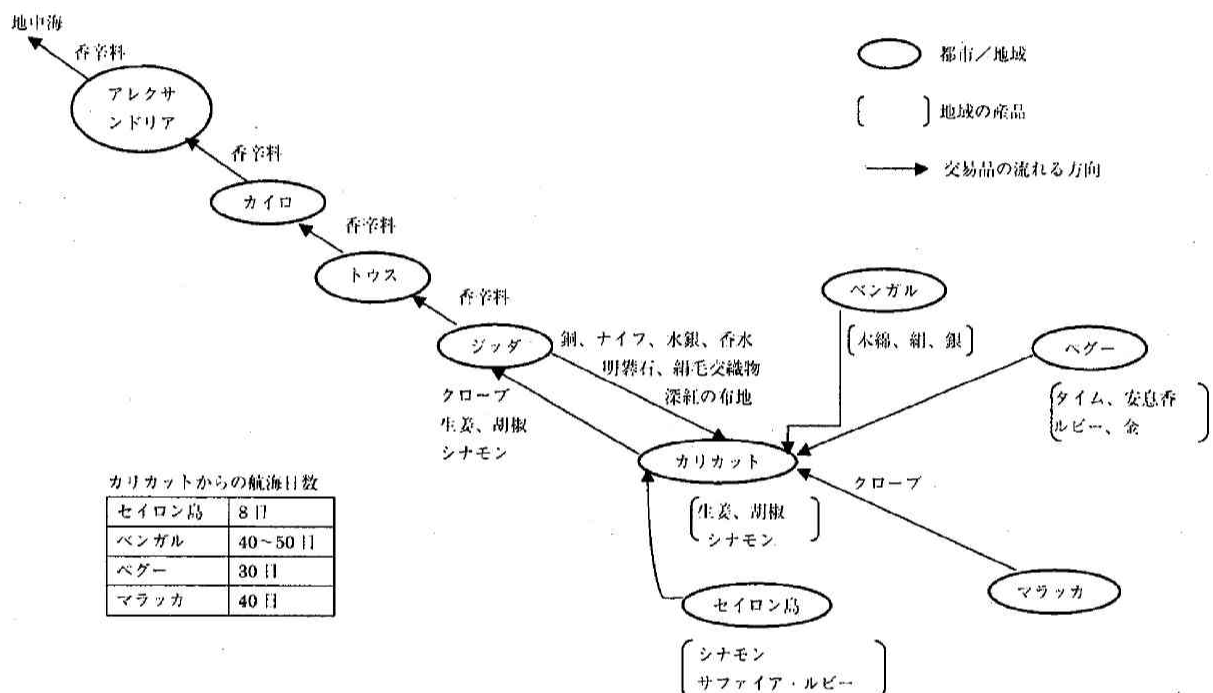 地中海
香辛料
アレクサ
ンドリア
香辛料
カイロ
香辛料
トゥス
香辛料
ジッダ
銅、ナイフ、水銀、香水
明礬石、絹毛交織物
深紅の布地
クローブ
生姜、胡椒
シナモン
都市／地域
地域の産品
交易品の流れる方向
ベンガル
木綿、絹、銀
ペグー
タイム、安息香
ルビー、金
カリカット
生姜、胡椒
シナモン
クローブ
マラッカ
セイロン島
シナモン
サファイア・ルビー
カリカットからの航海日数
セイロン島 8日
ベンガル 40~50日
ペグー 30日
マラッカ 40日